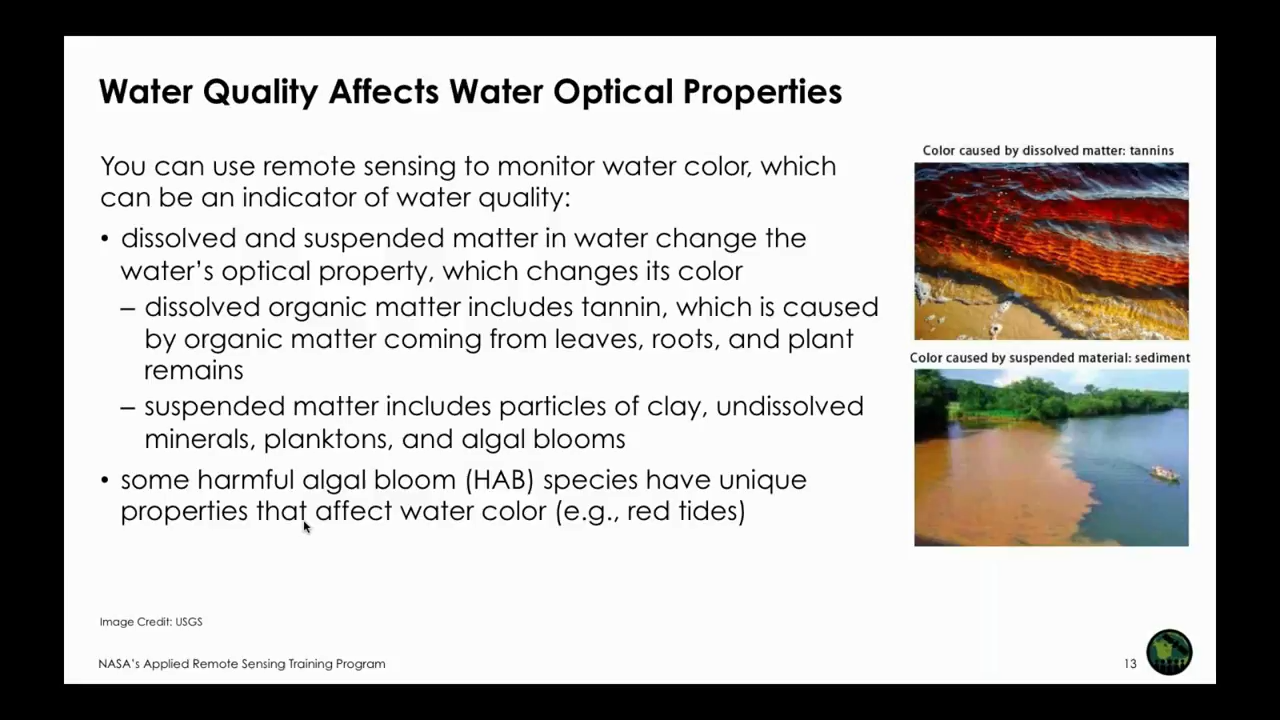 Water Quality Affects Water Optical Properties
You can use remote sensing to monitor water color, which
can be an indicator of water quality:
• dissolved and suspended matter in water change the
water's optical property, which changes its color
– dissolved organic matter includes tannin, which is caused
by organic matter coming from leaves, roots, and plant
remains
– suspended matter includes particles of clay, undissolved
minerals, planktons, and algal blooms
• some harmful algal bloom (HAB) species have unique
properties that affect water color (e.g., red tides)
Color caused by dissolved matter: tannins
Color caused by suspended material: sediment
Image Credit: USGS
NASA's Applied Remote Sensing Training Program
13